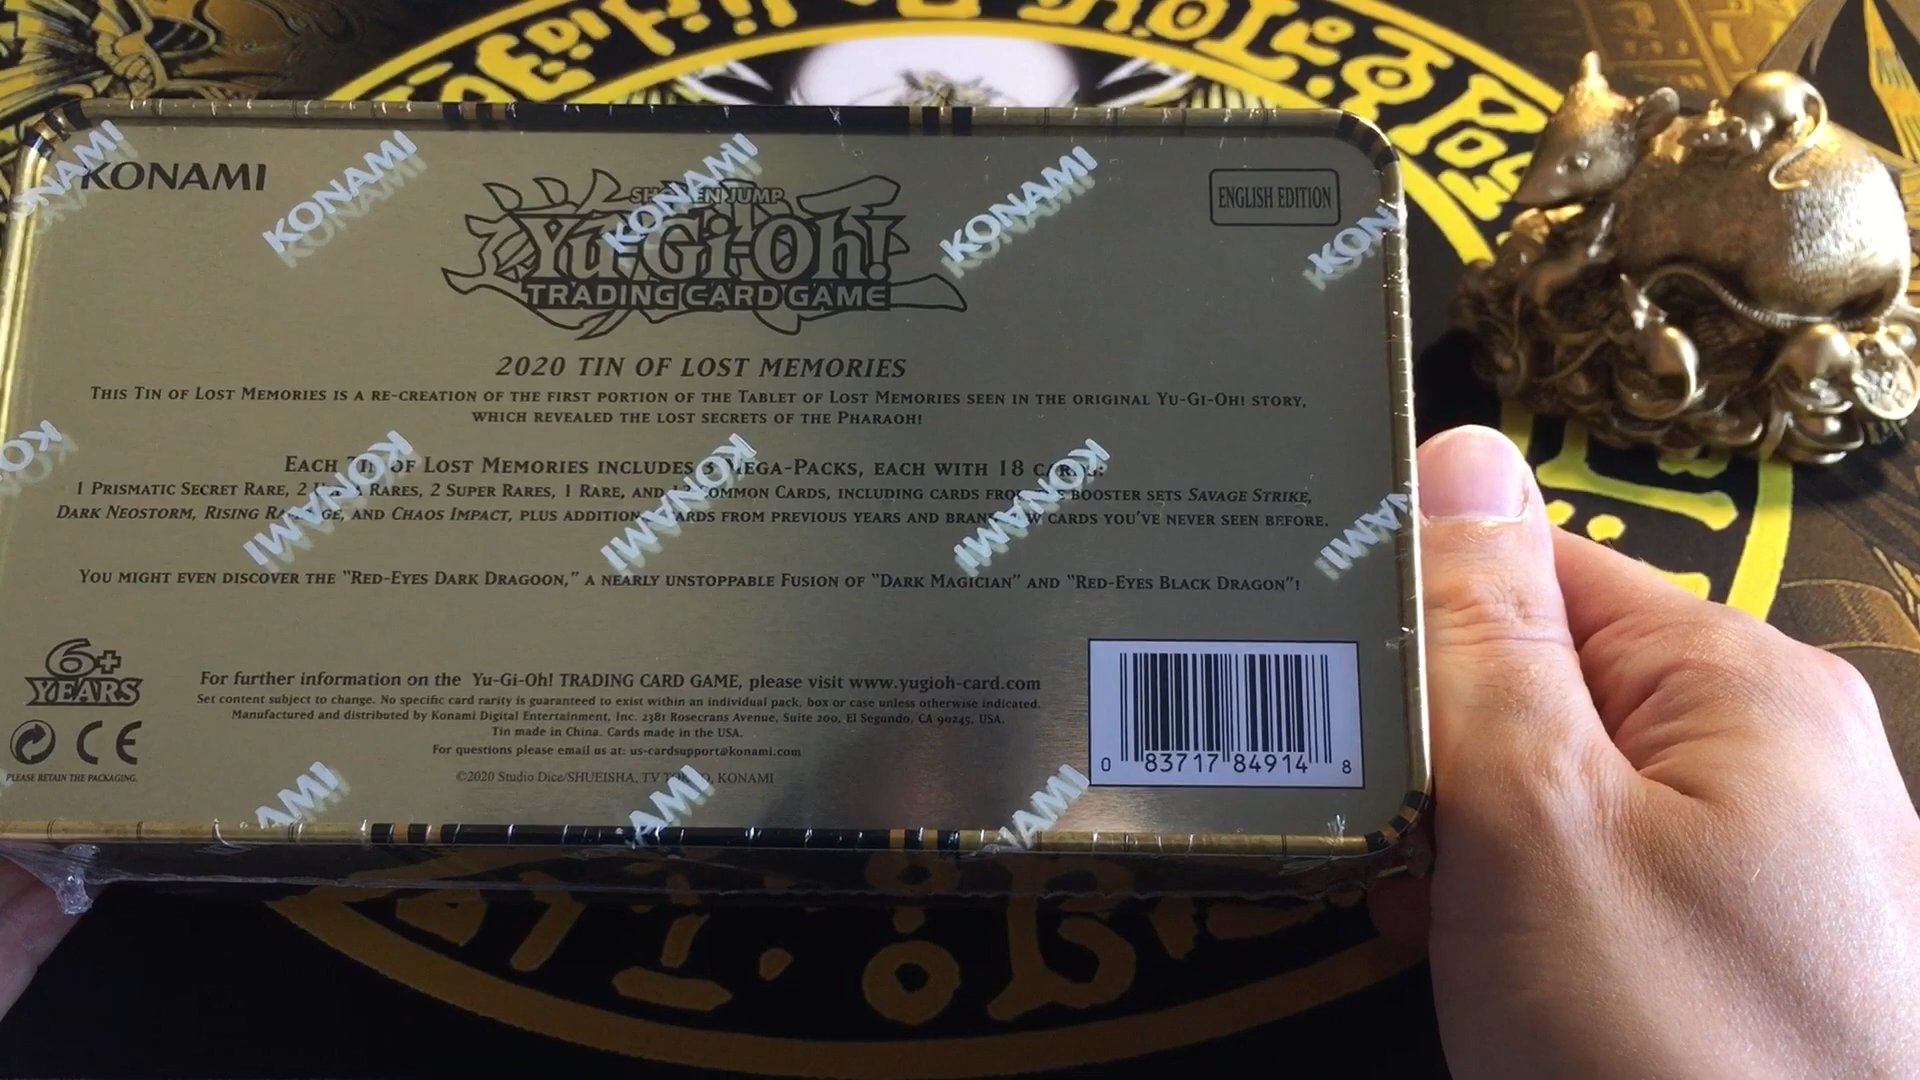 KONAMI
SHONEN JUMP
Yu-Gi-Oh!
TRADING CARD GAME
ENGLISH EDITION
2020 TIN OF LOST MEMORIES
THIS TIN OF LOST MEMORIES IS A RE-CREATION OF THE FIRST PORTION OF THE TABLET OF LOST MEMORIES SEEN IN THE ORIGINAL YU-GI-OH! STORY,
WHICH REVEALED THE LOST SECRETS OF THE PHARAOH!
EACH TIN OF LOST MEMORIES INCLUDES 3 MEGA-PACKS, EACH WITH 18 CARDS:
1 PRISMATIC SECRET RARE, 2 ULTRA RARES, 2 SUPER RARES, 1 RARE, AND 12 COMMON CARDS, INCLUDING CARDS FROM THE BOOSTER SETS SAVAGE STRIKE,
DARK NEOSTORM, RISING RAMPAGE, AND CHAOS IMPACT, PLUS ADDITIONAL CARDS FROM PREVIOUS YEARS AND BRAND NEW CARDS YOU'VE NEVER SEEN BEFORE.
YOU MIGHT EVEN DISCOVER THE "RED-EYES DARK DRAGOON," A NEARLY UNSTOPPABLE FUSION OF "DARK MAGICIAN" AND "RED-EYES BLACK DRAGON"!
6+
YEARS
CE
PLEASE RETAIN THE PACKAGING.
For further information on the Yu-Gi-Oh! TRADING CARD GAME, please visit www.yugioh-card.com
Set content subject to change. No specific card rarity is guaranteed to exist within an individual pack, box or case unless otherwise indicated.
Manufactured and distributed by Konami Digital Entertainment, Inc. 2381 Rosecrans Avenue, Suite 200, El Segundo, CA 90245, USA.
Tin made in China. Cards made in the USA.
For questions please email us at: us-cardsupport@konami.com
©2020 Studio Dice/SHUEISHA, TV TOKYO, KONAMI
0 83717 84914 8
KONAMI
KONAMI
KONAMI
KONAMI
KONAMI
KONAMI
KONAMI